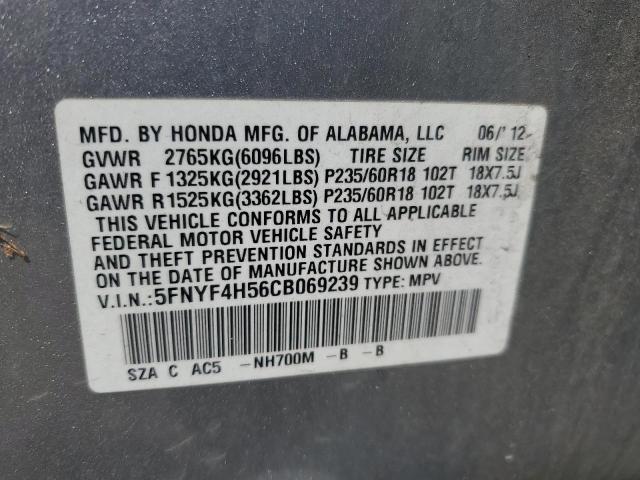 MFD. BY HONDA MFG. OF ALABAMA, LLC 06/'12
GVWR 2765KG(6096LBS) TIRE SIZE RIM SIZE
GAWR F 1325KG(2921LBS) P235/60R18 102T 18X7.5J
GAWR R 1525KG(3362LBS) P235/60R18 102T 18X7.5J
THIS VEHICLE CONFORMS TO ALL APPLICABLE
FEDERAL MOTOR VEHICLE SAFETY
AND THEFT PREVENTION STANDARDS IN EFFECT
ON THE DATE OF MANUFACTURE SHOWN ABOVE.
V.I.N.: 5FNYF4H56CB069239 TYPE: MPV
SZA C AC5 -NH700M -B -B